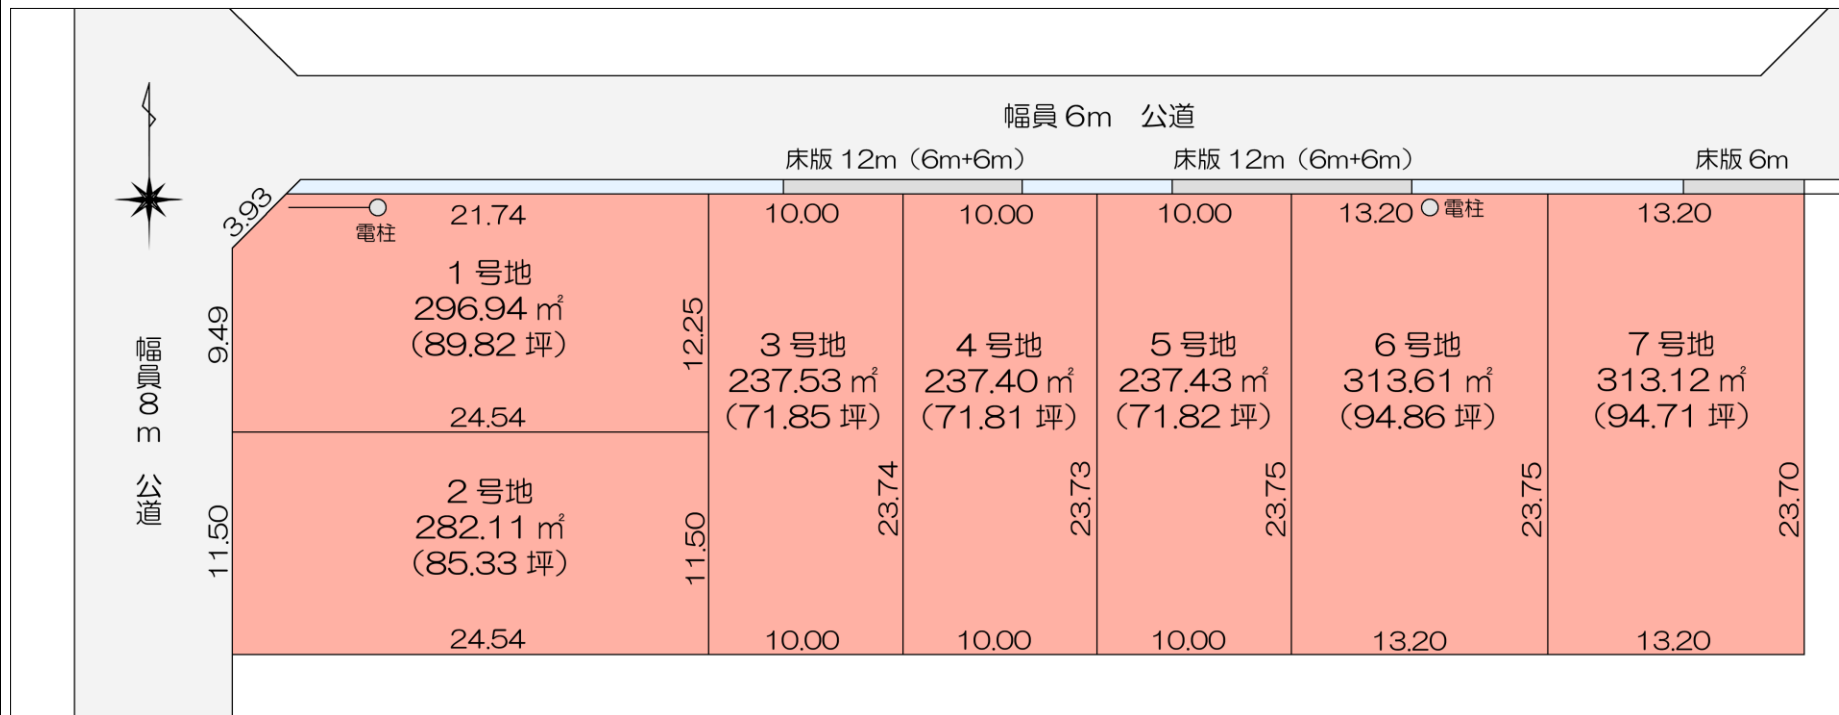 幅員 6m　公道
床版 12m（6m+6m）
床版 12m（6m+6m）
床版 6m
3.93
電柱
21.74
10.00
10.00
10.00
13.20
電柱
13.20
1 号地
296.94 ㎡
（89.82 坪）
9.49
12.25
24.54
幅員8m　公道
2 号地
282.11 ㎡
（85.33 坪）
11.50
11.50
24.54
3 号地
237.53 ㎡
（71.85 坪）
23.74
10.00
4 号地
237.40 ㎡
（71.81 坪）
23.73
10.00
5 号地
237.43 ㎡
（71.82 坪）
23.75
10.00
6 号地
313.61 ㎡
（94.86 坪）
23.75
13.20
7 号地
313.12 ㎡
（94.71 坪）
23.70
13.20